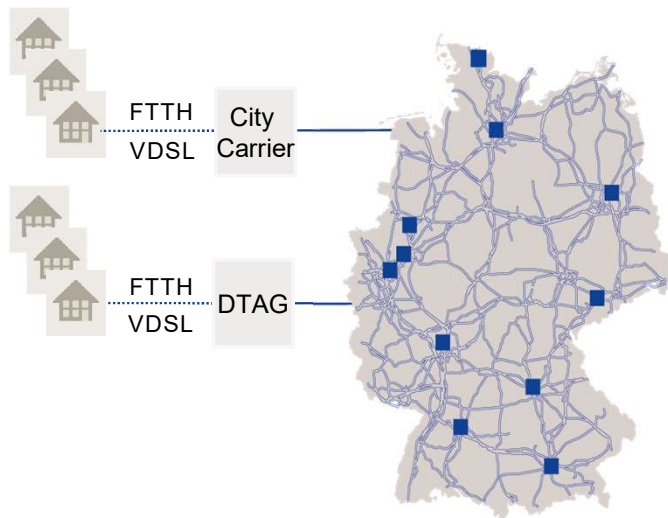 FTTH
VDSL
City
Carrier
FTTH
VDSL
DTAG